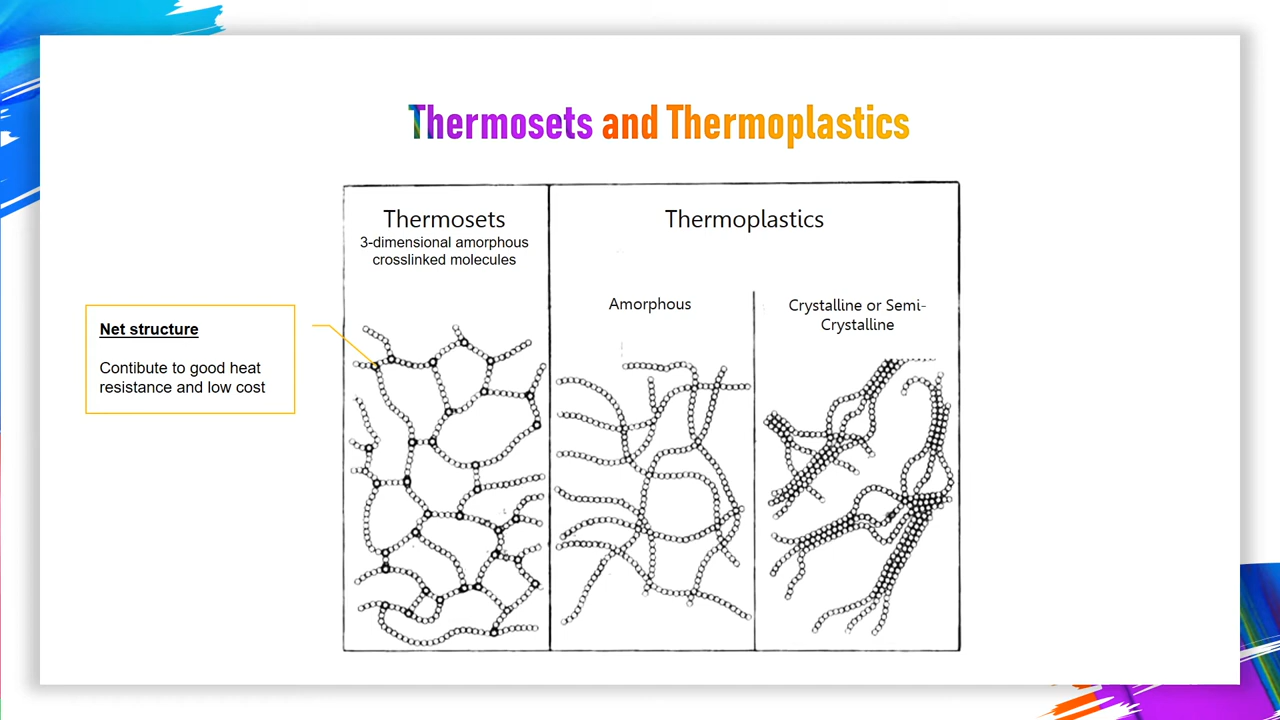 Thermosets and Thermoplastics
Thermosets
3-dimensional amorphous
crosslinked molecules
Thermoplastics
Amorphous
Crystalline or Semi-
Crystalline
Net structure
Contibute to good heat
resistance and low cost